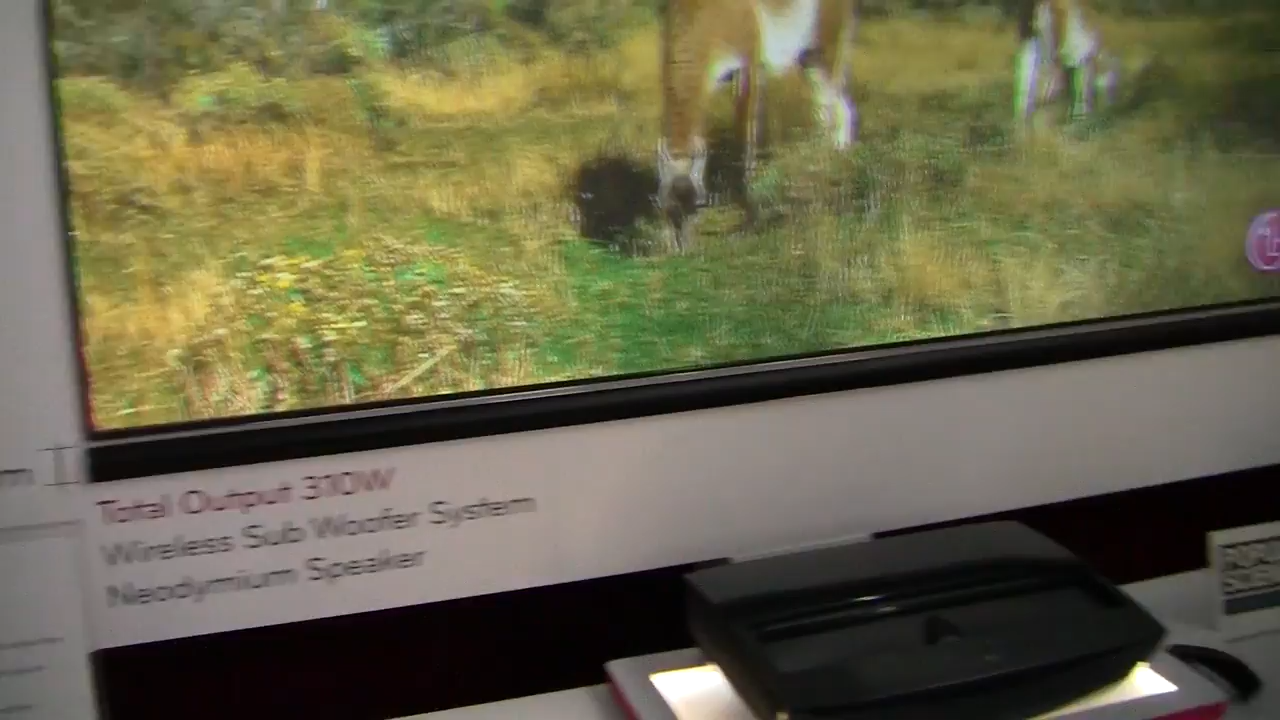 Total Output 310W
Wireless Sub Woofer System
Neodymium Speaker